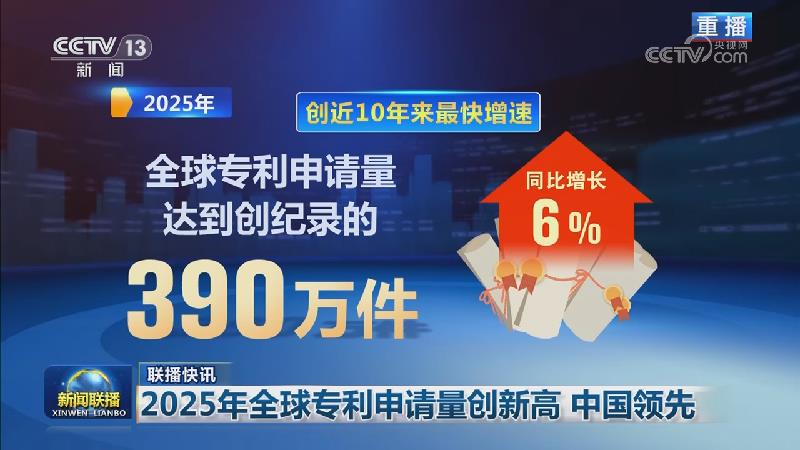 CCTV 13
新闻
重播
央视网
CCTV.com
2025年
创近10年来最快增速
全球专利申请量
达到创纪录的
390万件
同比增长
6%
联播快讯
新闻联播
XINWEN LIANBO
2025年全球专利申请量创新高 中国领先